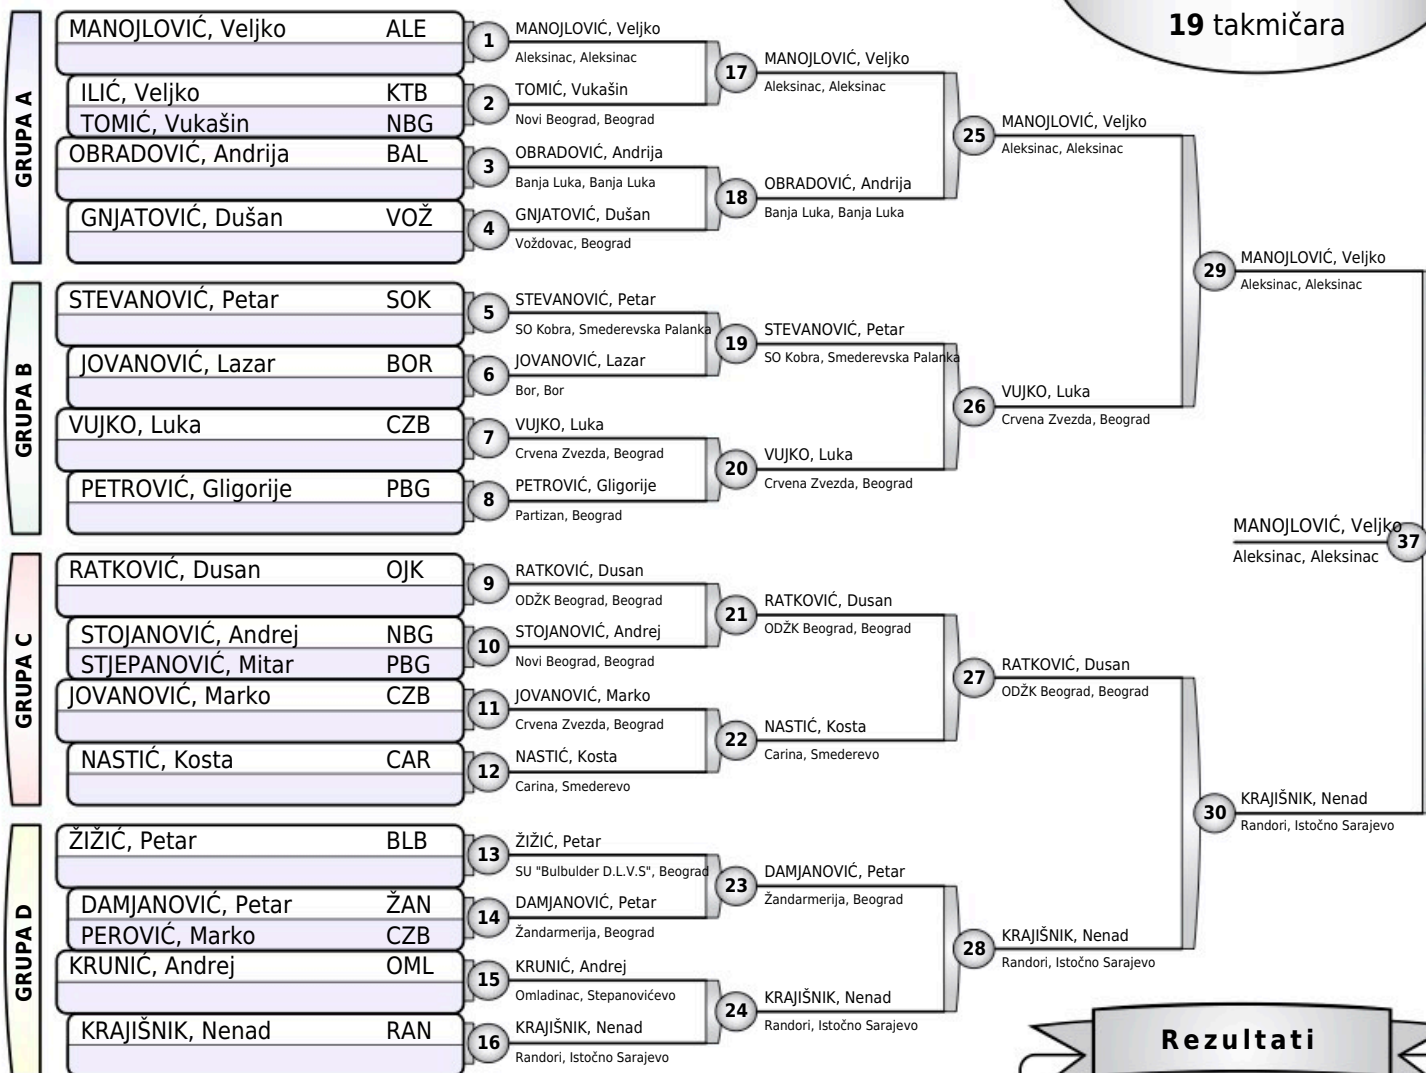 19 takmičara
GRUPA A
MANOJLOVIĆ, Veljko ALE
ILIĆ, Veljko KTB
TOMIĆ, Vukašin NBG
OBRADOVIĆ, Andrija BAL
GNJATOVIĆ, Dušan VOŽ
GRUPA B
STEVANOVIĆ, Petar SOK
JOVANOVIĆ, Lazar BOR
VUJKO, Luka CZB
PETROVIĆ, Gligorije PBG
GRUPA C
RATKOVIĆ, Dusan OJK
STOJANOVIĆ, Andrej NBG
STJEPANOVIĆ, Mitar PBG
JOVANOVIĆ, Marko CZB
NASTIĆ, Kosta CAR
GRUPA D
ŽIŽIĆ, Petar BLB
DAMJANOVIĆ, Petar ŽAN
PEROVIĆ, Marko CZB
KRUNIĆ, Andrej OML
KRAJIŠNIK, Nenad RAN
1 MANOJLOVIĆ, Veljko
Aleksinac, Aleksinac
2 TOMIĆ, Vukašin
Novi Beograd, Beograd
3 OBRADOVIĆ, Andrija
Banja Luka, Banja Luka
4 GNJATOVIĆ, Dušan
Voždovac, Beograd
5 STEVANOVIĆ, Petar
SO Kobra, Smederevska Palanka
6 JOVANOVIĆ, Lazar
Bor, Bor
7 VUJKO, Luka
Crvena Zvezda, Beograd
8 PETROVIĆ, Gligorije
Partizan, Beograd
9 RATKOVIĆ, Dusan
ODŽK Beograd, Beograd
10 STOJANOVIĆ, Andrej
Novi Beograd, Beograd
11 JOVANOVIĆ, Marko
Crvena Zvezda, Beograd
12 NASTIĆ, Kosta
Carina, Smederevo
13 ŽIŽIĆ, Petar
SU "Bulbulder D.L.V.S", Beograd
14 DAMJANOVIĆ, Petar
Žandarmerija, Beograd
15 KRUNIĆ, Andrej
Omladinac, Stepanovićevo
16 KRAJIŠNIK, Nenad
Randori, Istočno Sarajevo
17 MANOJLOVIĆ, Veljko
Aleksinac, Aleksinac
18 OBRADOVIĆ, Andrija
Banja Luka, Banja Luka
19 STEVANOVIĆ, Petar
SO Kobra, Smederevska Palanka
20 VUJKO, Luka
Crvena Zvezda, Beograd
21 RATKOVIĆ, Dusan
ODŽK Beograd, Beograd
22 NASTIĆ, Kosta
Carina, Smederevo
23 DAMJANOVIĆ, Petar
Žandarmerija, Beograd
24 KRAJIŠNIK, Nenad
Randori, Istočno Sarajevo
25 MANOJLOVIĆ, Veljko
Aleksinac, Aleksinac
26 VUJKO, Luka
Crvena Zvezda, Beograd
27 RATKOVIĆ, Dusan
ODŽK Beograd, Beograd
28 KRAJIŠNIK, Nenad
Randori, Istočno Sarajevo
29 MANOJLOVIĆ, Veljko
Aleksinac, Aleksinac
30 KRAJIŠNIK, Nenad
Randori, Istočno Sarajevo
MANOJLOVIĆ, Veljko 37
Aleksinac, Aleksinac
Rezultati